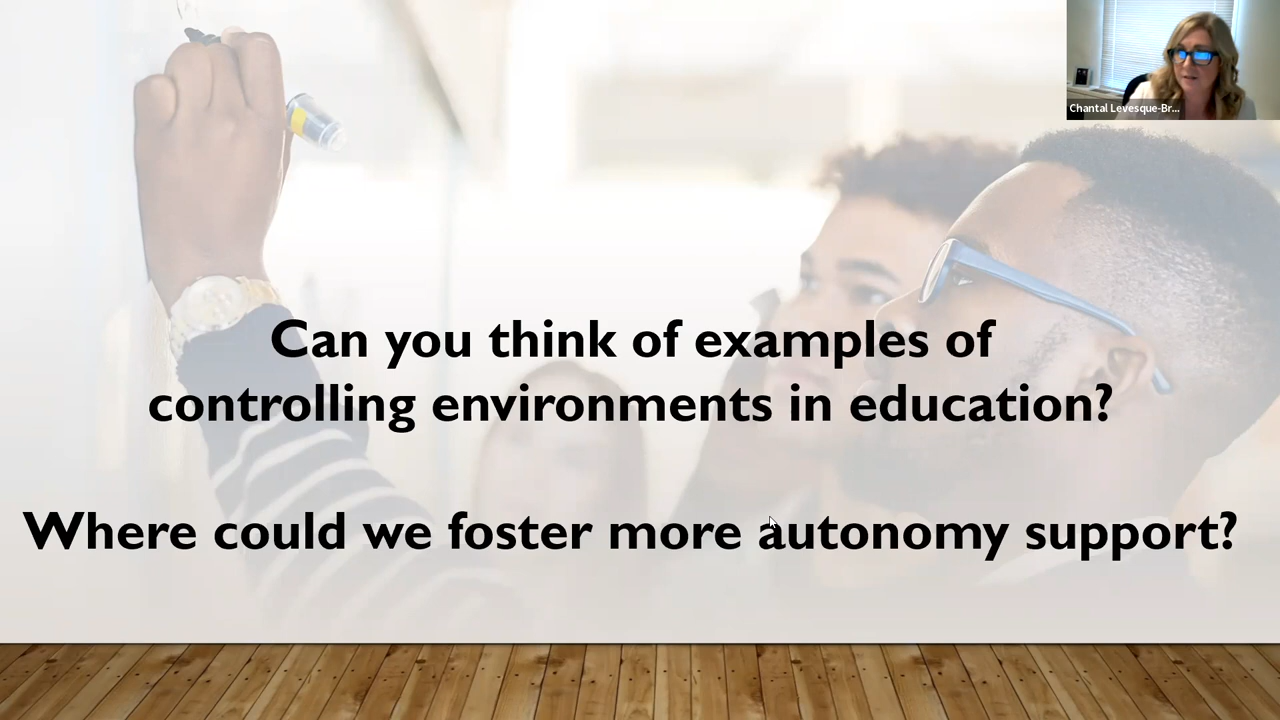 Chantal Levesque-Br...
Can you think of examples of
controlling environments in education?
Where could we foster more autonomy support?